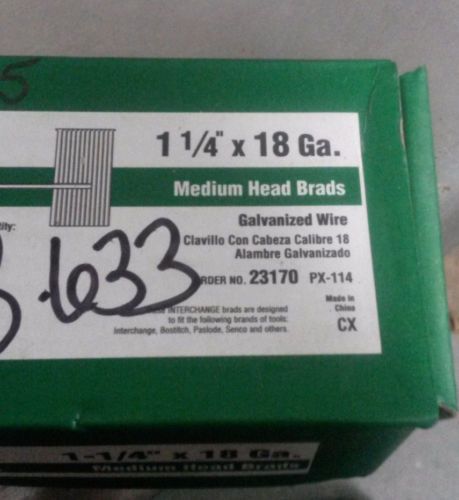 5
1 1/4" x 18 Ga.
Medium Head Brads
Galvanized Wire
Clavillo Con Cabeza Calibre 18
Alambre Galvanizado
NO. 23170 PX-114
INTERCHANGE brads are designed
to fit the following brands of tools:
Interchange, Bostitch, Paslode, Senco and others.
Made in
China
CX
.633
1-1/4" x 18 Ga.
Medium Head Brads